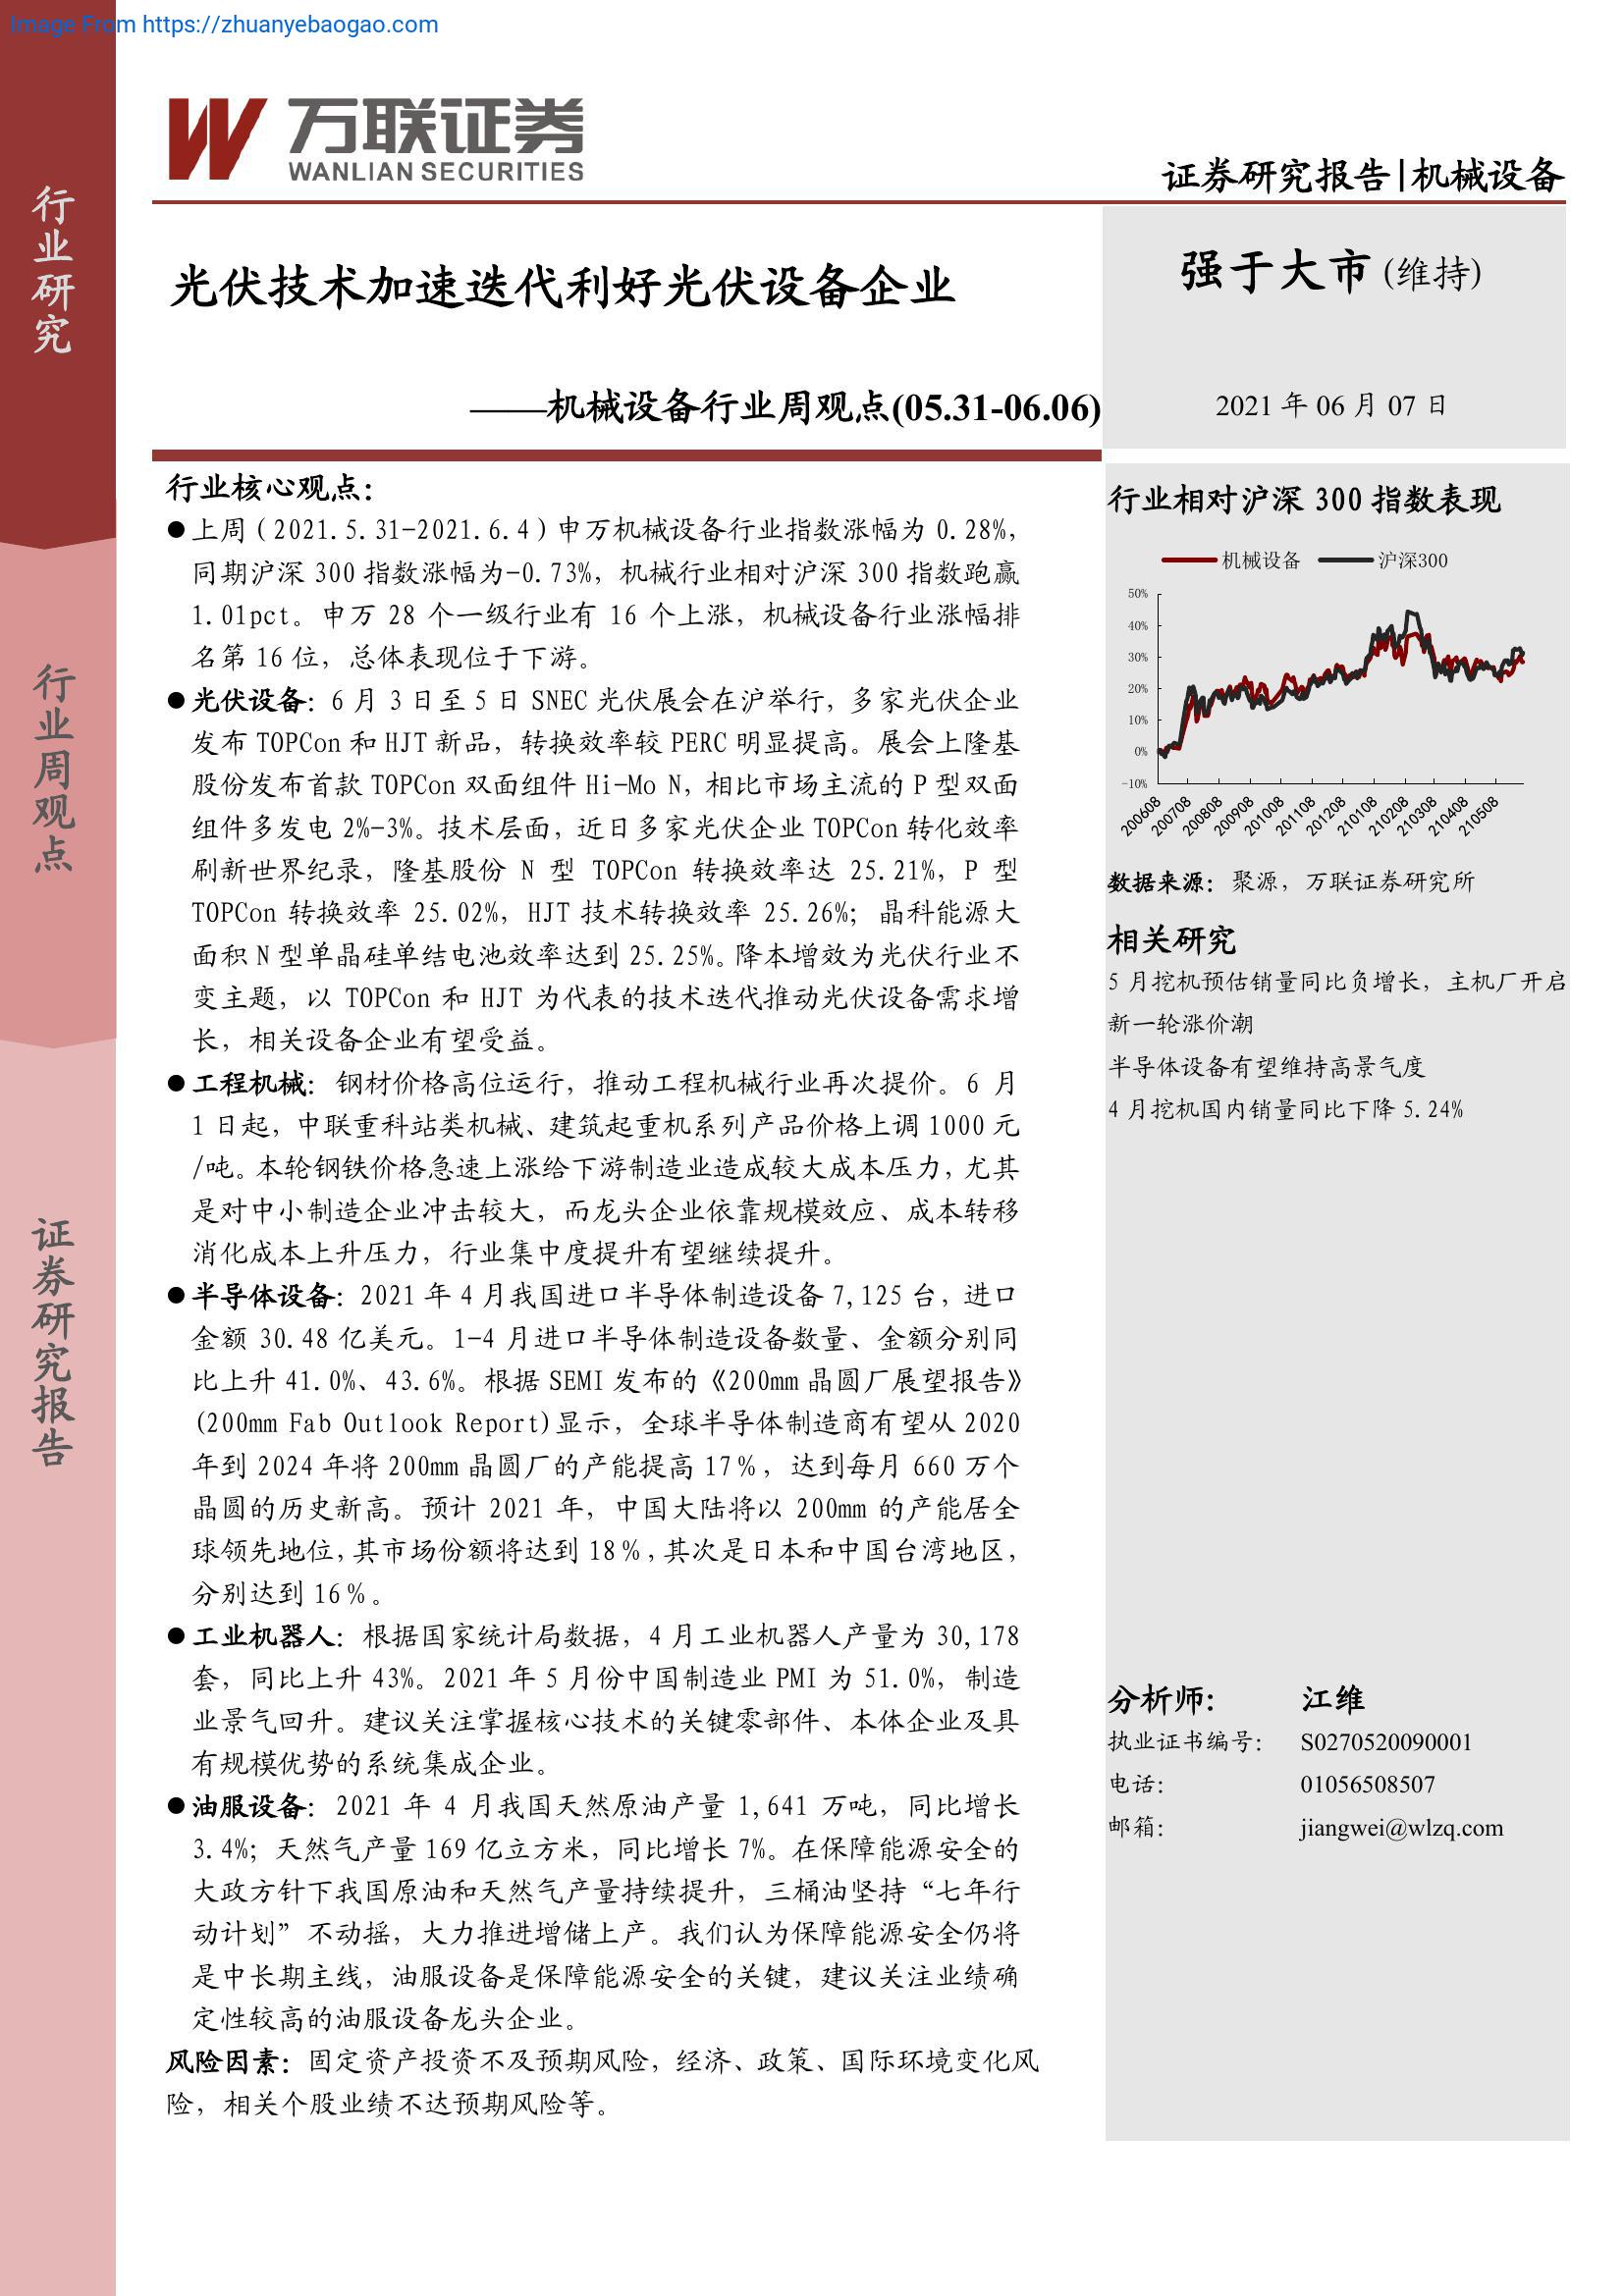 Image From https://zhuanyebaogao.com
万联证券
WANLIAN SECURITIES
证券研究报告|机械设备
行业研究
行业周观点
证券研究报告
光伏技术加速迭代利好光伏设备企业
——机械设备行业周观点(05.31-06.06)
强于大市(维持)
2021 年 06 月 07 日
行业核心观点：
●上周（2021.5.31-2021.6.4）申万机械设备行业指数涨幅为 0.28%，
同期沪深 300 指数涨幅为-0.73%，机械行业相对沪深 300 指数跑赢
1.01pct。申万 28 个一级行业有 16 个上涨，机械设备行业涨幅排
名第 16 位，总体表现位于下游。
●光伏设备：6 月 3 日至 5 日 SNEC 光伏展会在沪举行，多家光伏企业
发布 TOPCon 和 HJT 新品，转换效率较 PERC 明显提高。展会上隆基
股份发布首款 TOPCon 双面组件 Hi-Mo N，相比市场主流的 P 型双面
组件多发电 2%-3%。技术层面，近日多家光伏企业 TOPCon 转化效率
刷新世界纪录，隆基股份 N 型 TOPCon 转换效率达 25.21%，P 型
TOPCon 转换效率 25.02%，HJT 技术转换效率 25.26%；晶科能源大
面积 N 型单晶硅单结电池效率达到 25.25%。降本增效为光伏行业不
变主题，以 TOPCon 和 HJT 为代表的技术迭代推动光伏设备需求增
长，相关设备企业有望受益。
●工程机械：钢材价格高位运行，推动工程机械行业再次提价。6 月
1 日起，中联重科站类机械、建筑起重机系列产品价格上调 1000 元
/吨。本轮钢铁价格急速上涨给下游制造业造成较大成本压力，尤其
是对中小制造企业冲击较大，而龙头企业依靠规模效应、成本转移
消化成本上升压力，行业集中度提升有望继续提升。
●半导体设备：2021 年 4 月我国进口半导体制造设备 7,125 台，进口
金额 30.48 亿美元。1-4 月进口半导体制造设备数量、金额分别同
比上升 41.0%、43.6%。根据 SEMI 发布的《200mm 晶圆厂展望报告》
(200mm Fab Outlook Report)显示，全球半导体制造商有望从 2020
年到 2024 年将 200mm 晶圆厂的产能提高 17％，达到每月 660 万个
晶圆的历史新高。预计 2021 年，中国大陆将以 200mm 的产能居全
球领先地位，其市场份额将达到 18％，其次是日本和中国台湾地区，
分别达到 16％。
●工业机器人：根据国家统计局数据，4 月工业机器人产量为 30,178
套，同比上升 43%。2021 年 5 月份中国制造业 PMI 为 51.0%，制造
业景气回升。建议关注掌握核心技术的关键零部件、本体企业及具
有规模优势的系统集成企业。
●油服设备：2021 年 4 月我国天然原油产量 1,641 万吨，同比增长
3.4%；天然气产量 169 亿立方米，同比增长 7%。在保障能源安全的
大政方针下我国原油和天然气产量持续提升，三桶油坚持“七年行
动计划”不动摇，大力推进增储上产。我们认为保障能源安全仍将
是中长期主线，油服设备是保障能源安全的关键，建议关注业绩确
定性较高的油服设备龙头企业。
风险因素：固定资产投资不及预期风险，经济、政策、国际环境变化风
险，相关个股业绩不达预期风险等。
行业相对沪深 300 指数表现
机械设备 沪深300
50%
40%
30%
20%
10%
0%
-10%
200608 200708 200808 200908 201008 201108 201208 210108 210208 210308 210408 210508
数据来源：聚源，万联证券研究所
相关研究
5 月挖机预估销量同比负增长，主机厂开启
新一轮涨价潮
半导体设备有望维持高景气度
4 月挖机国内销量同比下降 5.24%
分析师： 江维
执业证书编号： S0270520090001
电话： 01056508507
邮箱： jiangwei@wlzq.com